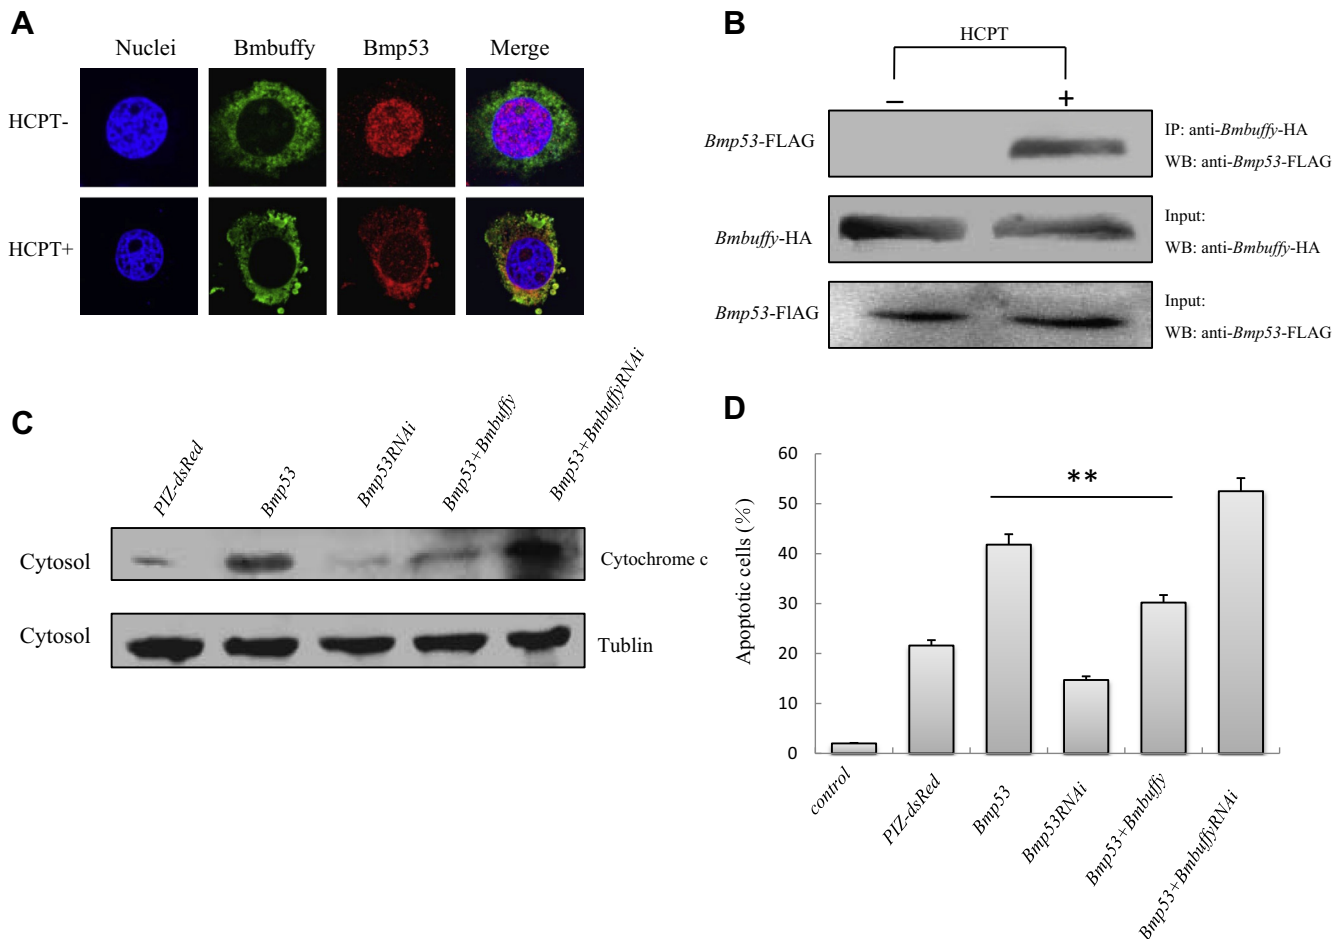 A
Nuclei Bmbuffy Bmp53 Merge
HCPT-
HCPT+
B
HCPT
– +
Bmp53-FLAG
IP: anti-Bmbuffy-HA
WB: anti-Bmp53-FLAG
Bmbuffy-HA
Input:
WB: anti-Bmbuffy-HA
Bmp53-FlAG
Input:
WB: anti-Bmp53-FLAG
C
PIZ-dsRed
Bmp53
Bmp53RNAi
Bmp53+Bmbuffy
Bmp53+BmbuffyRNAi
Cytosol
Cytochrome c
Cytosol
Tublin
D
Apoptotic cells (%)
60
50
40
30
20
10
0
**
control
PIZ-dsRed
Bmp53
Bmp53RNAi
Bmp53+Bmbuffy
Bmp53+BmbuffyRNAi